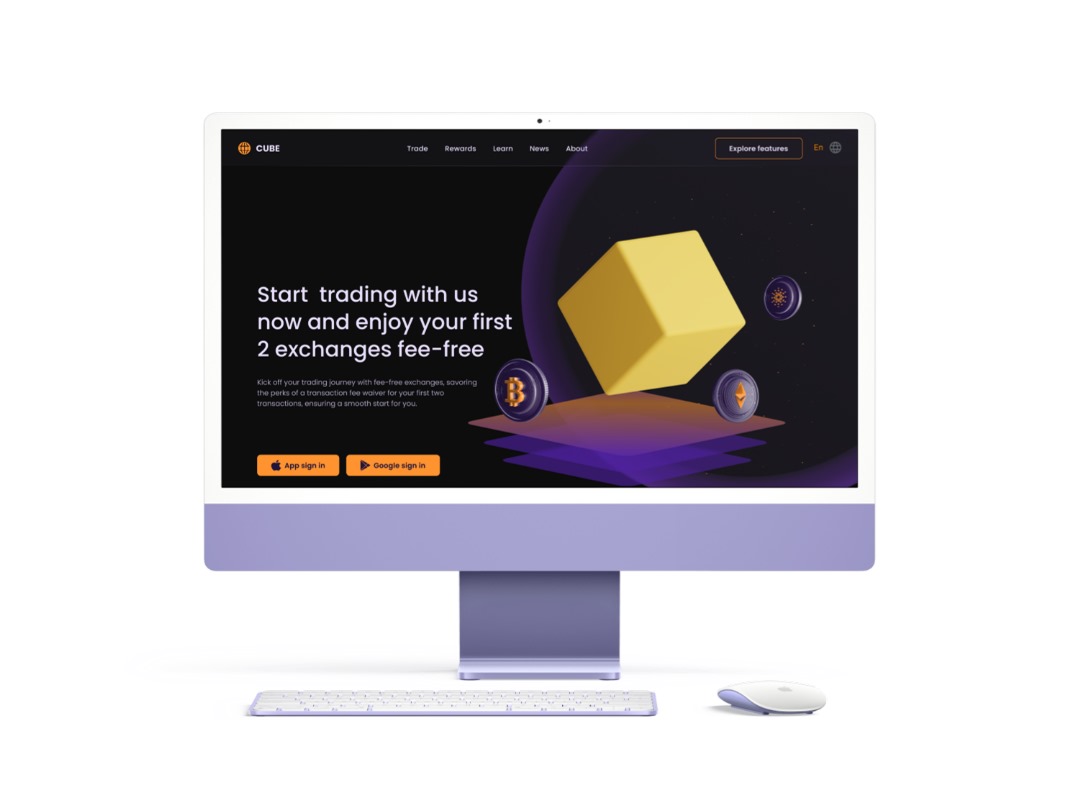 CUBE
Trade
Rewards
Learn
News
About
Explore features
En
Start  trading with us
now and enjoy your first
2 exchanges fee-free
Kick off your trading journey with fee-free exchanges, savoring
the perks of a transaction fee waiver for your first two
transactions, ensuring a smooth start for you.
App sign in
Google sign in